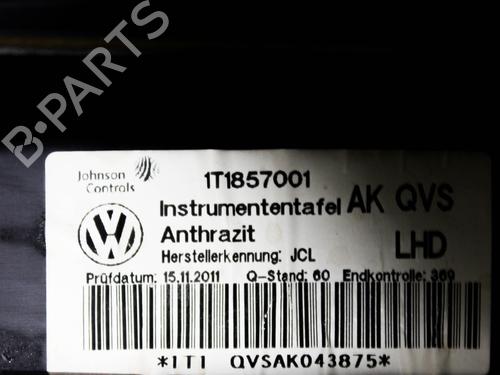 B-PARTS
Johnson
Controls
1T1857001
Instrumententafel AK QVS
Anthrazit
Herstellerkennung: JCL LHD
Prüfdatum: 15.11.2011 Q-Stand: 60 Endkontrolle: 369
*1T1 QVSAK043875*